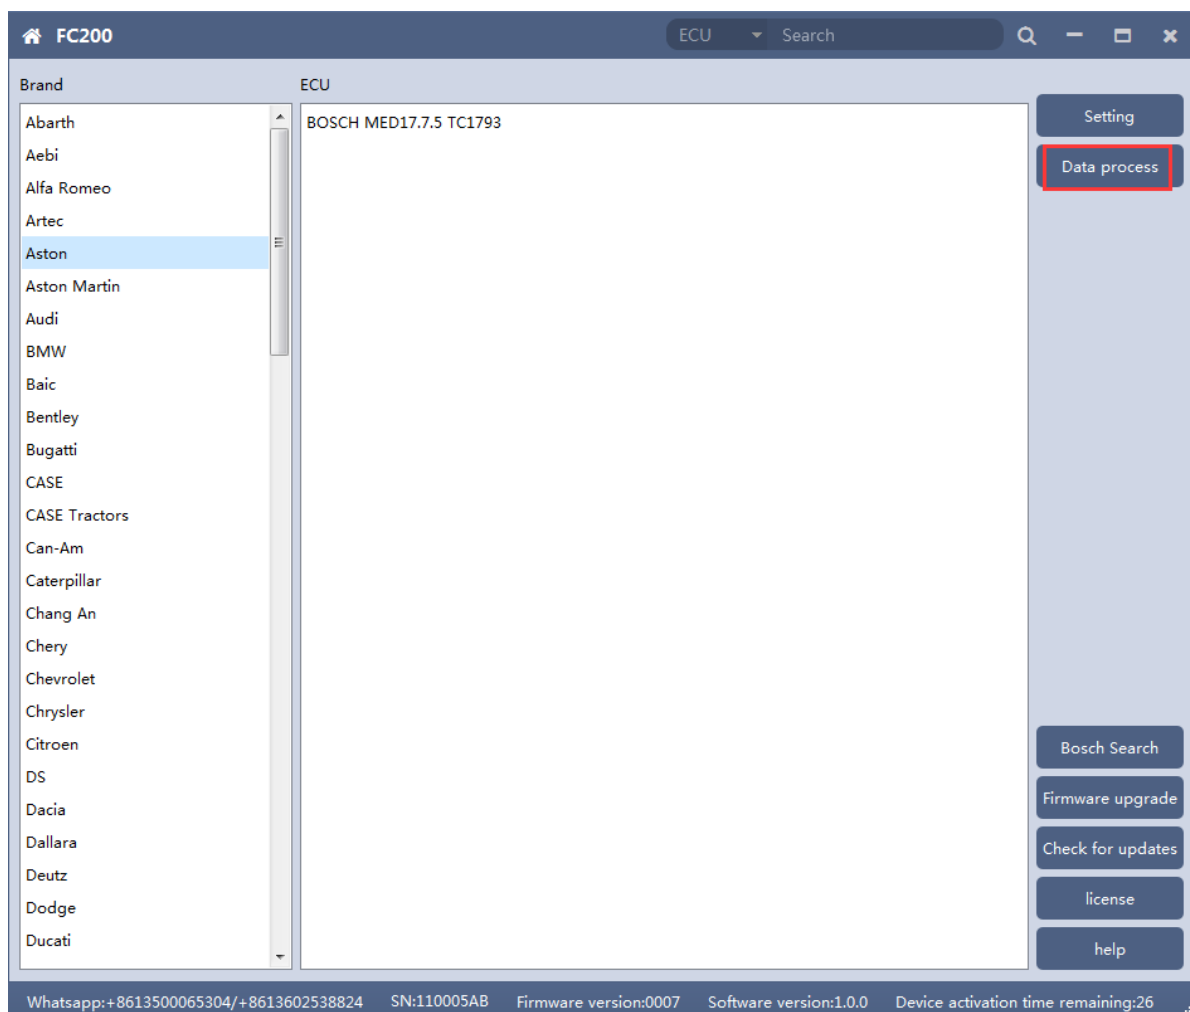 FC200
ECU
Search
Brand
ECU
Abarth
Aebi
Alfa Romeo
Artec
Aston
Aston Martin
Audi
BMW
Baic
Bentley
Bugatti
CASE
CASE Tractors
Can-Am
Caterpillar
Chang An
Chery
Chevrolet
Chrysler
Citroen
DS
Dacia
Dallara
Deutz
Dodge
Ducati
BOSCH MED17.7.5 TC1793
Setting
Data process
Bosch Search
Firmware upgrade
Check for updates
license
help
Whatsapp:+8613500065304/+8613602538824 SN:110005AB Firmware version:0007 Software version:1.0.0 Device activation time remaining:26